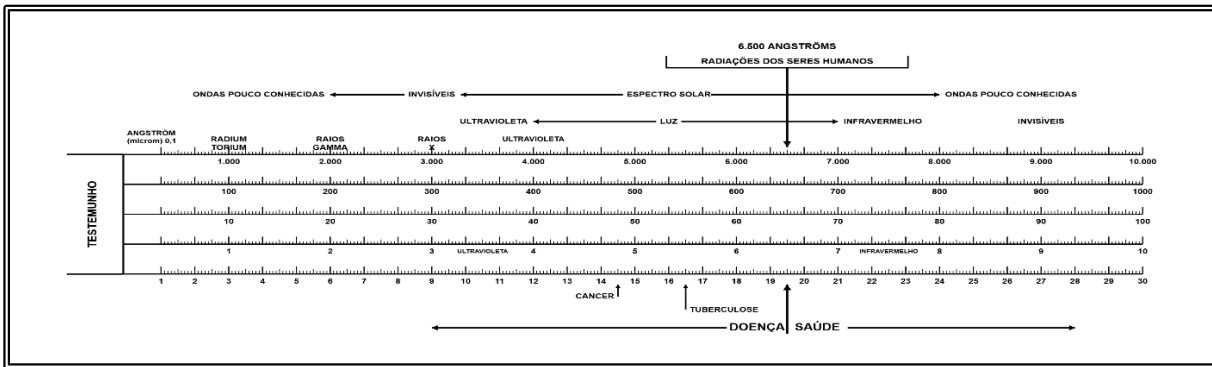 6.500 ANGSTRÖMS
RADIAÇÕES DOS SERES HUMANOS
ONDAS POUCO CONHECIDAS INVISÍVEIS ESPECTRO SOLAR ONDAS POUCO CONHECIDAS
ULTRAVIOLETA LUZ INFRAVERMELHO INVISÍVEIS
ANGSTRÖM (microm) 0,1
RADIUM TORIUM
RAIOS GAMMA
RAIOS X
ULTRAVIOLETA
1.000 2.000 3.000 4.000 5.000 6.000 7.000 8.000 9.000 10.000
TESTEMUNHO
100 200 300 400 500 600 700 800 900 1000
10 20 30 40 50 60 70 80 90 100
1 2 3 ULTRAVIOLETA 4 5 6 7 INFRAVERMELHO 8 9 10
1 2 3 4 5 6 7 8 9 10 11 12 13 14 15 16 17 18 19 20 21 22 23 24 25 26 27 28 29 30
CANCER
TUBERCULOSE
DOENÇA SAÚDE